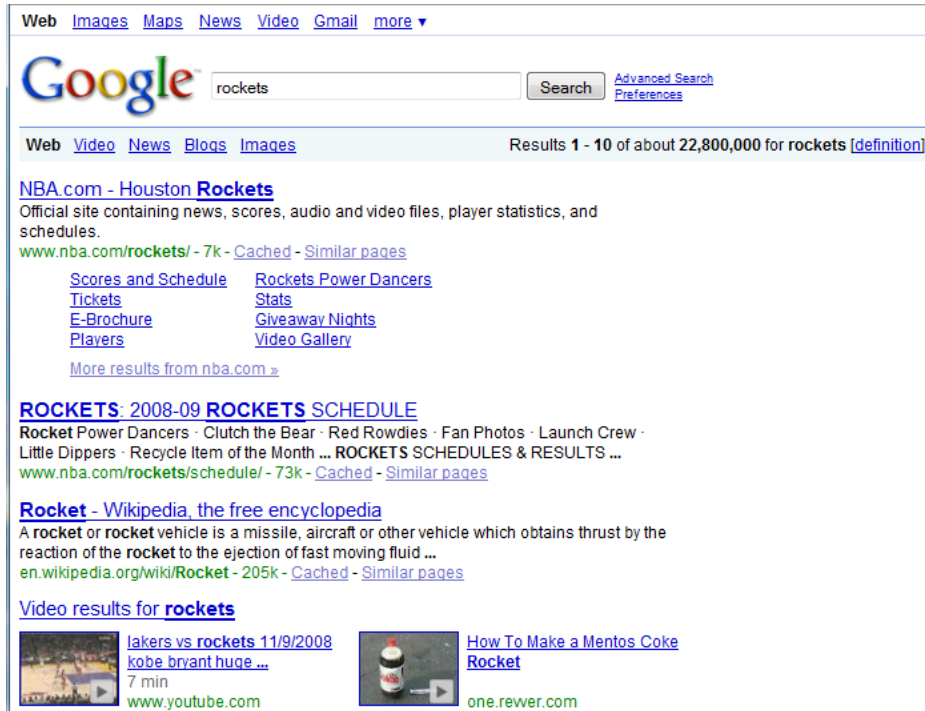 Web Images Maps News Video Gmail more ▼
Google™ rockets Search Advanced Search
Preferences
Web Video News Blogs Images Results 1 - 10 of about 22,800,000 for rockets [definition]
NBA.com - Houston Rockets
Official site containing news, scores, audio and video files, player statistics, and
schedules.
www.nba.com/rockets/ - 7k - Cached - Similar pages
Scores and Schedule Rockets Power Dancers
Tickets Stats
E-Brochure Giveaway Nights
Players Video Gallery
More results from nba.com »
ROCKETS: 2008-09 ROCKETS SCHEDULE
Rocket Power Dancers · Clutch the Bear · Red Rowdies · Fan Photos · Launch Crew ·
Little Dippers · Recycle Item of the Month ... ROCKETS SCHEDULES & RESULTS ...
www.nba.com/rockets/schedule/ - 73k - Cached - Similar pages
Rocket - Wikipedia, the free encyclopedia
A rocket or rocket vehicle is a missile, aircraft or other vehicle which obtains thrust by the
reaction of the rocket to the ejection of fast moving fluid ...
en.wikipedia.org/wiki/Rocket - 205k - Cached - Similar pages
Video results for rockets
lakers vs rockets 11/9/2008
kobe bryant huge ...
7 min
www.youtube.com
How To Make a Mentos Coke
Rocket
one.revver.com